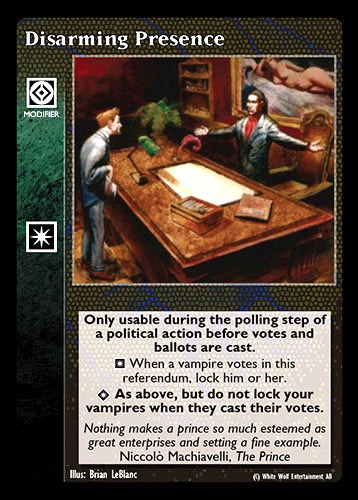 Disarming Presence
MODIFIER
Only usable during the polling step of
a political action before votes and
ballots are cast.
When a vampire votes in this
referendum, lock him or her.
As above, but do not lock your
vampires when they cast their votes.
Nothing makes a prince so much esteemed as
great enterprises and setting a fine example.
Niccolò Machiavelli, The Prince
Illus: Brian LeBlanc
(C) White Wolf Entertainment AB